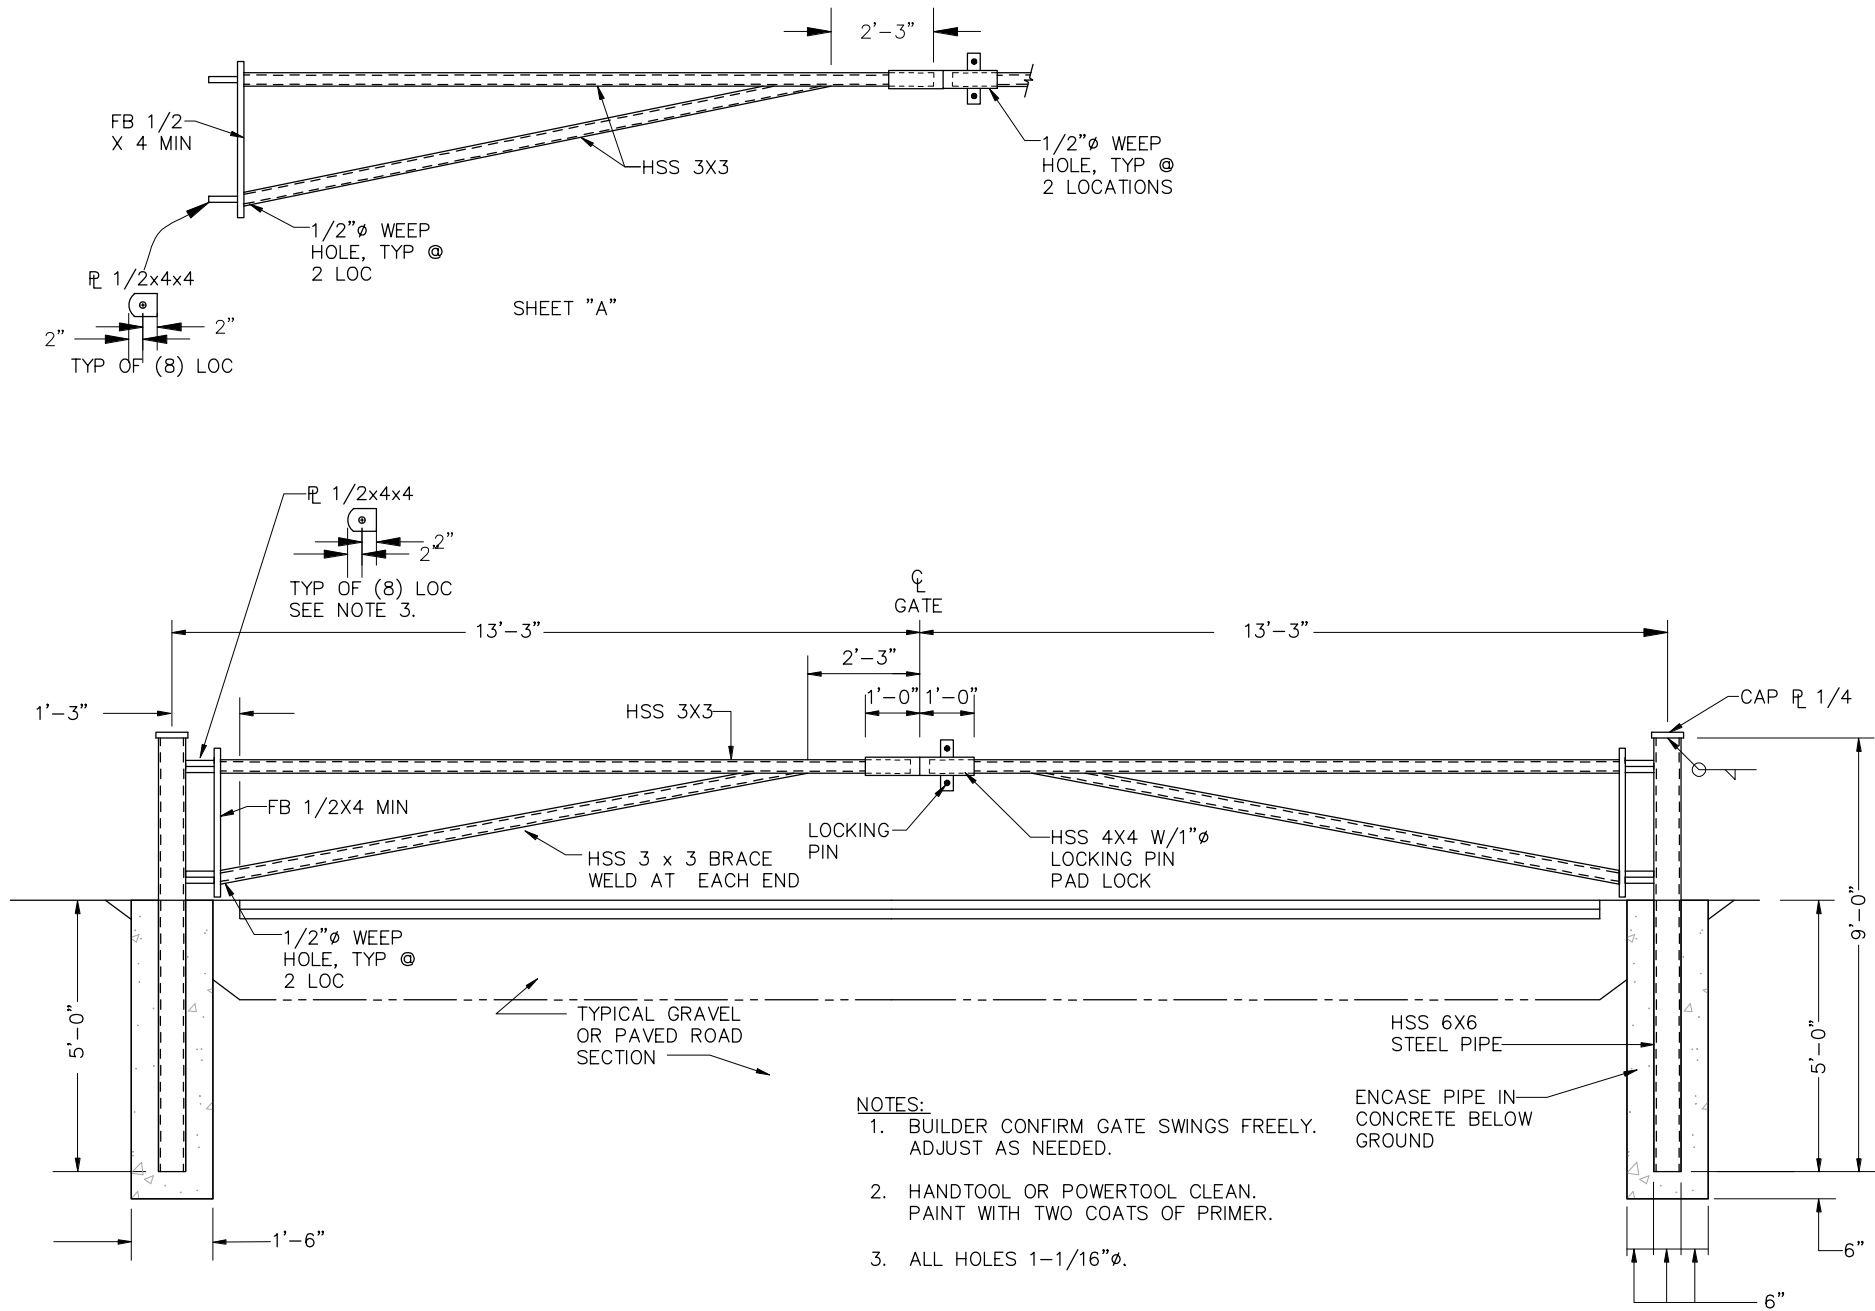 2'-3"
FB 1/2
X 4 MIN
HSS 3X3
1/2"ø WEEP
HOLE, TYP @
2 LOCATIONS
1/2"ø WEEP
HOLE, TYP @
2 LOC
℄ 1/2x4x4
2"
2"
TYP OF (8) LOC
SHEET "A"
PL 1/2x4x4
2"
2"
TYP OF (8) LOC
SEE NOTE 3.
CL
GATE
13'-3"
13'-3"
2'-3"
1'-0"
1'-0"
1'-3"
HSS 3X3
CAP PL 1/4
FB 1/2X4 MIN
LOCKING
PIN
HSS 3 x 3 BRACE
WELD AT EACH END
HSS 4X4 W/1"ø
LOCKING PIN
PAD LOCK
1/2"ø WEEP
HOLE, TYP @
2 LOC
9'-0"
5'-0"
5'-0"
TYPICAL GRAVEL
OR PAVED ROAD
SECTION
HSS 6X6
STEEL PIPE
ENCASE PIPE IN
CONCRETE BELOW
GROUND
NOTES:
1. BUILDER CONFIRM GATE SWINGS FREELY.
ADJUST AS NEEDED.
2. HANDTOOL OR POWERTOOL CLEAN.
PAINT WITH TWO COATS OF PRIMER.
3. ALL HOLES 1-1/16"ø.
1'-6"
6"
6"